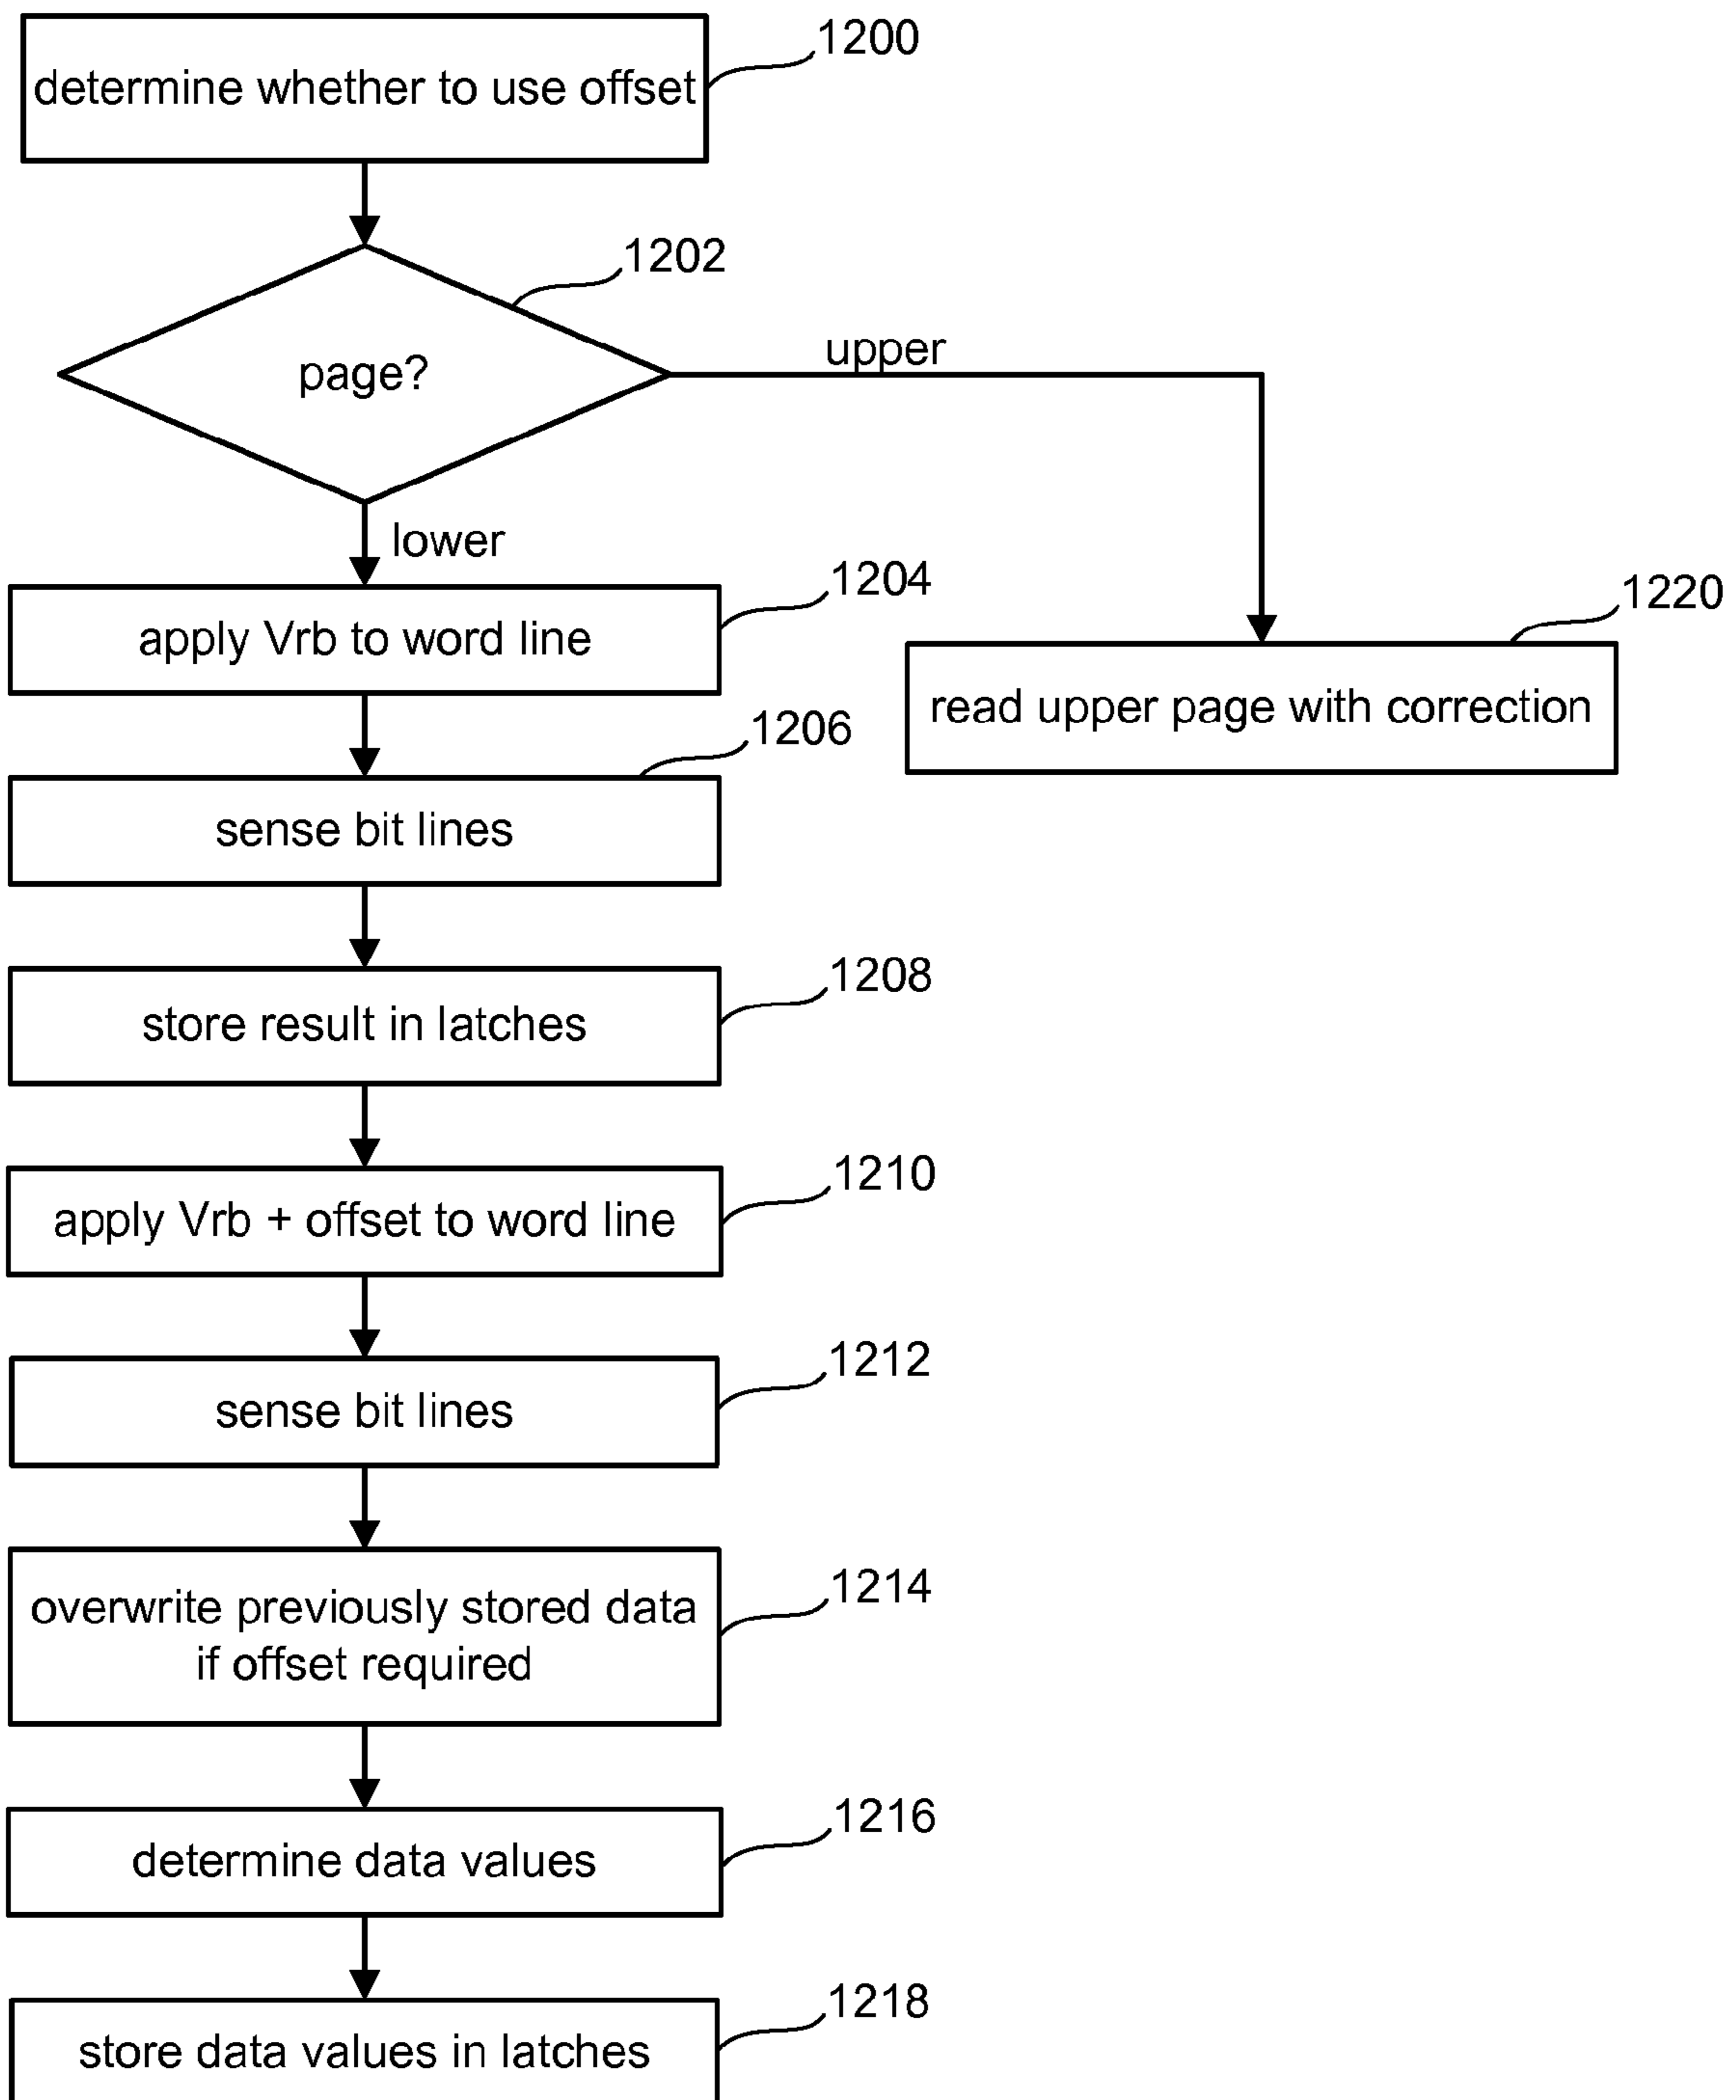 1200
determine whether to use offset
1202
page?
upper
lower
1204
apply Vrb to word line
1220
read upper page with correction
1206
sense bit lines
1208
store result in latches
1210
apply Vrb + offset to word line
1212
sense bit lines
1214
overwrite previously stored data
if offset required
1216
determine data values
1218
store data values in latches